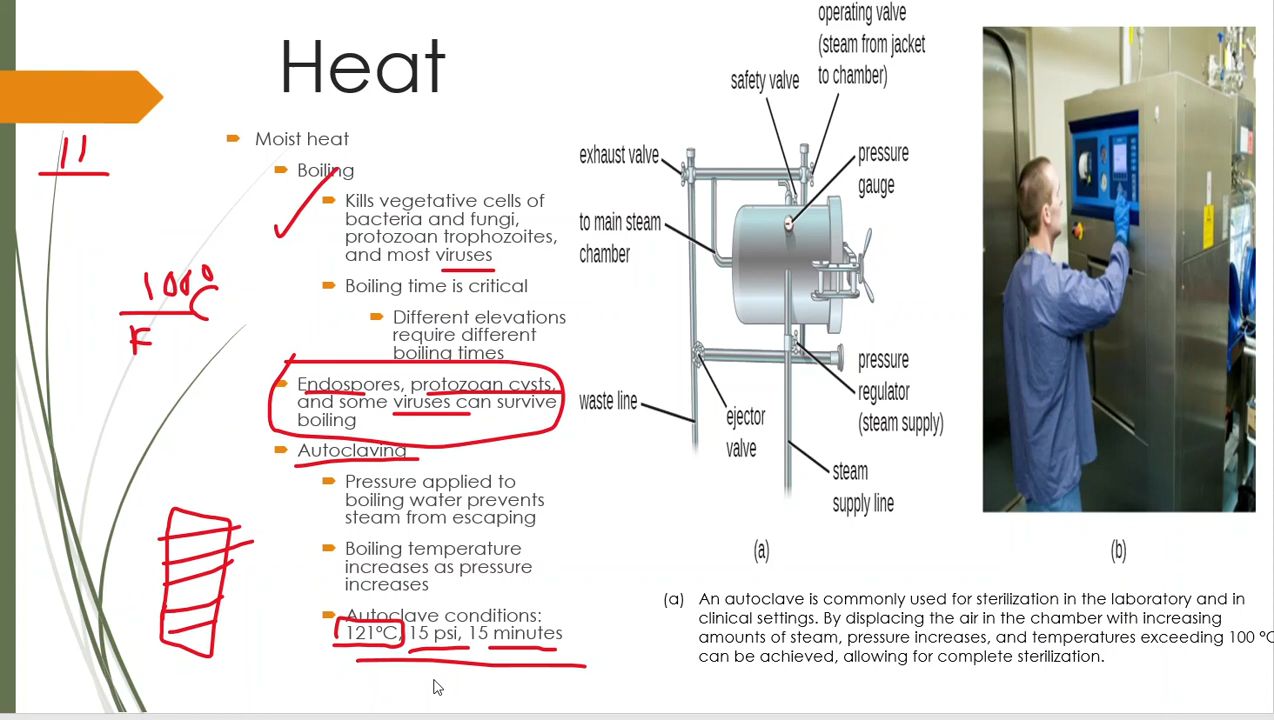 Heat
Moist heat
Boiling
Kills vegetative cells of
bacteria and fungi,
protozoan trophozoites,
and most viruses
Boiling time is critical
Different elevations
require different
boiling times
Endospores, protozoan cysts,
and some viruses can survive
boiling
Autoclaving
Pressure applied to
boiling water prevents
steam from escaping
Boiling temperature
increases as pressure
increases
Autoclave conditions:
121°C, 15 psi, 15 minutes
11
100°C
F
operating valve
(steam from jacket
to chamber)
safety valve
exhaust valve
pressure
gauge
to main steam
chamber
pressure
regulator
(steam supply)
waste line
ejector
valve
steam
supply line
(a)
(b)
(a) An autoclave is commonly used for sterilization in the laboratory and in
clinical settings. By displacing the air in the chamber with increasing
amounts of steam, pressure increases, and temperatures exceeding 100 °C
can be achieved, allowing for complete sterilization.